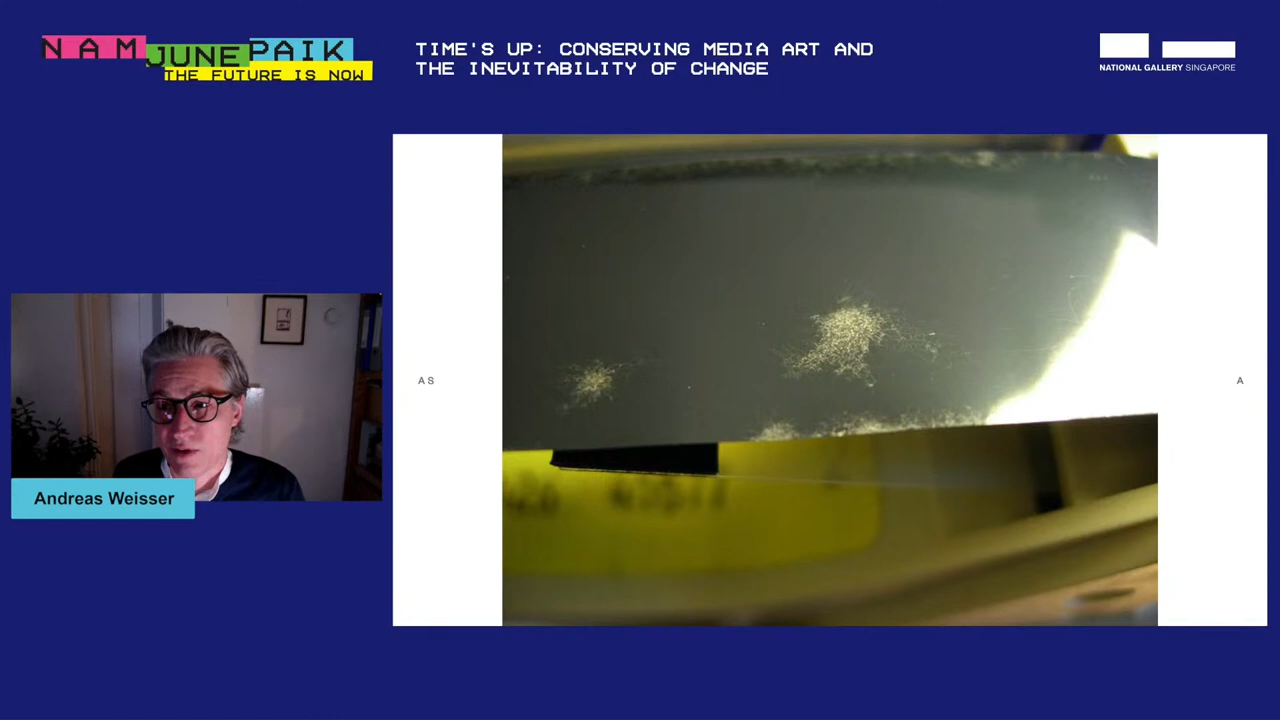 NAM JUNE PAIK
THE FUTURE IS NOW
TIME'S UP: CONSERVING MEDIA ART AND
THE INEVITABILITY OF CHANGE
NATIONAL GALLERY SINGAPORE
AS
A
Andreas Weisser